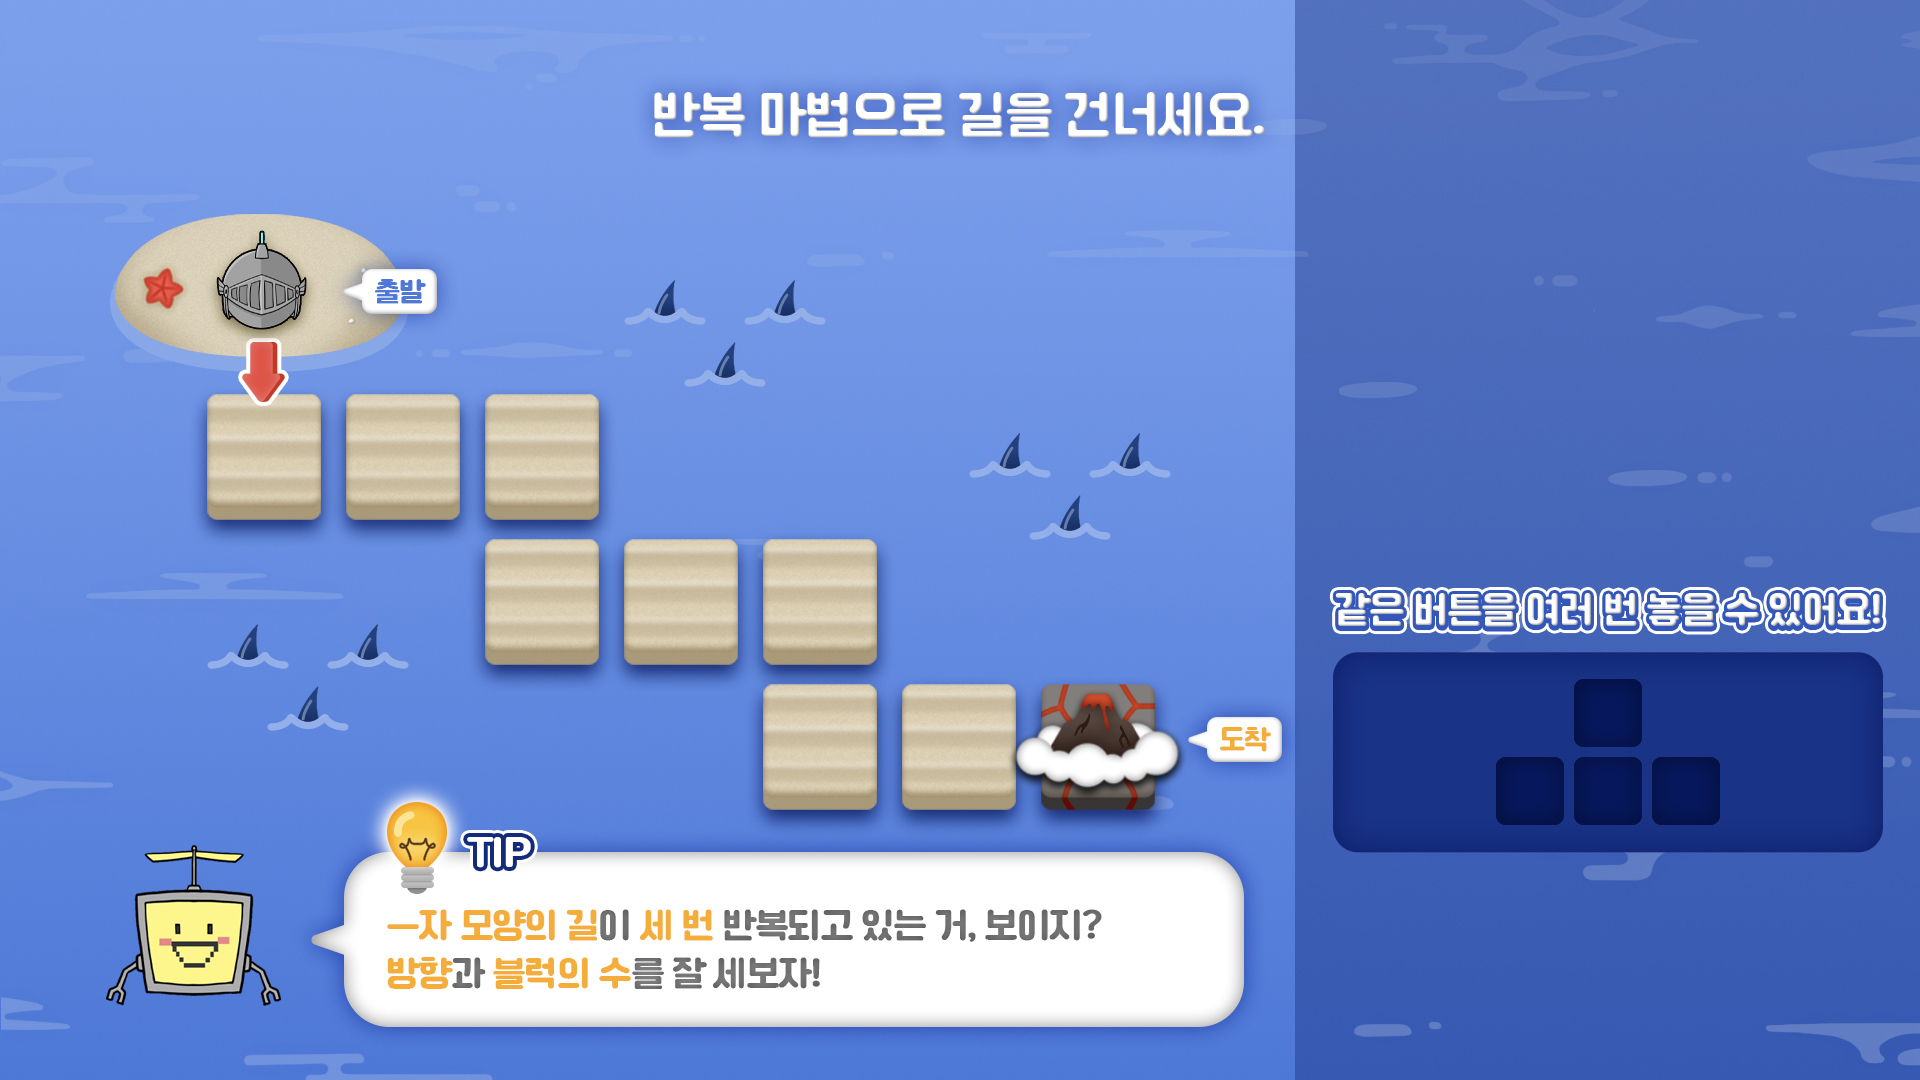 반복 마법으로 길을 건너세요.
출발
같은 버튼을 여러 번 놓을 수 있어요!
도착
TIP
ㅡ자 모양의 길이 세 번 반복되고 있는 거, 보이지?
방향과 블럭의 수를 잘 세보자!